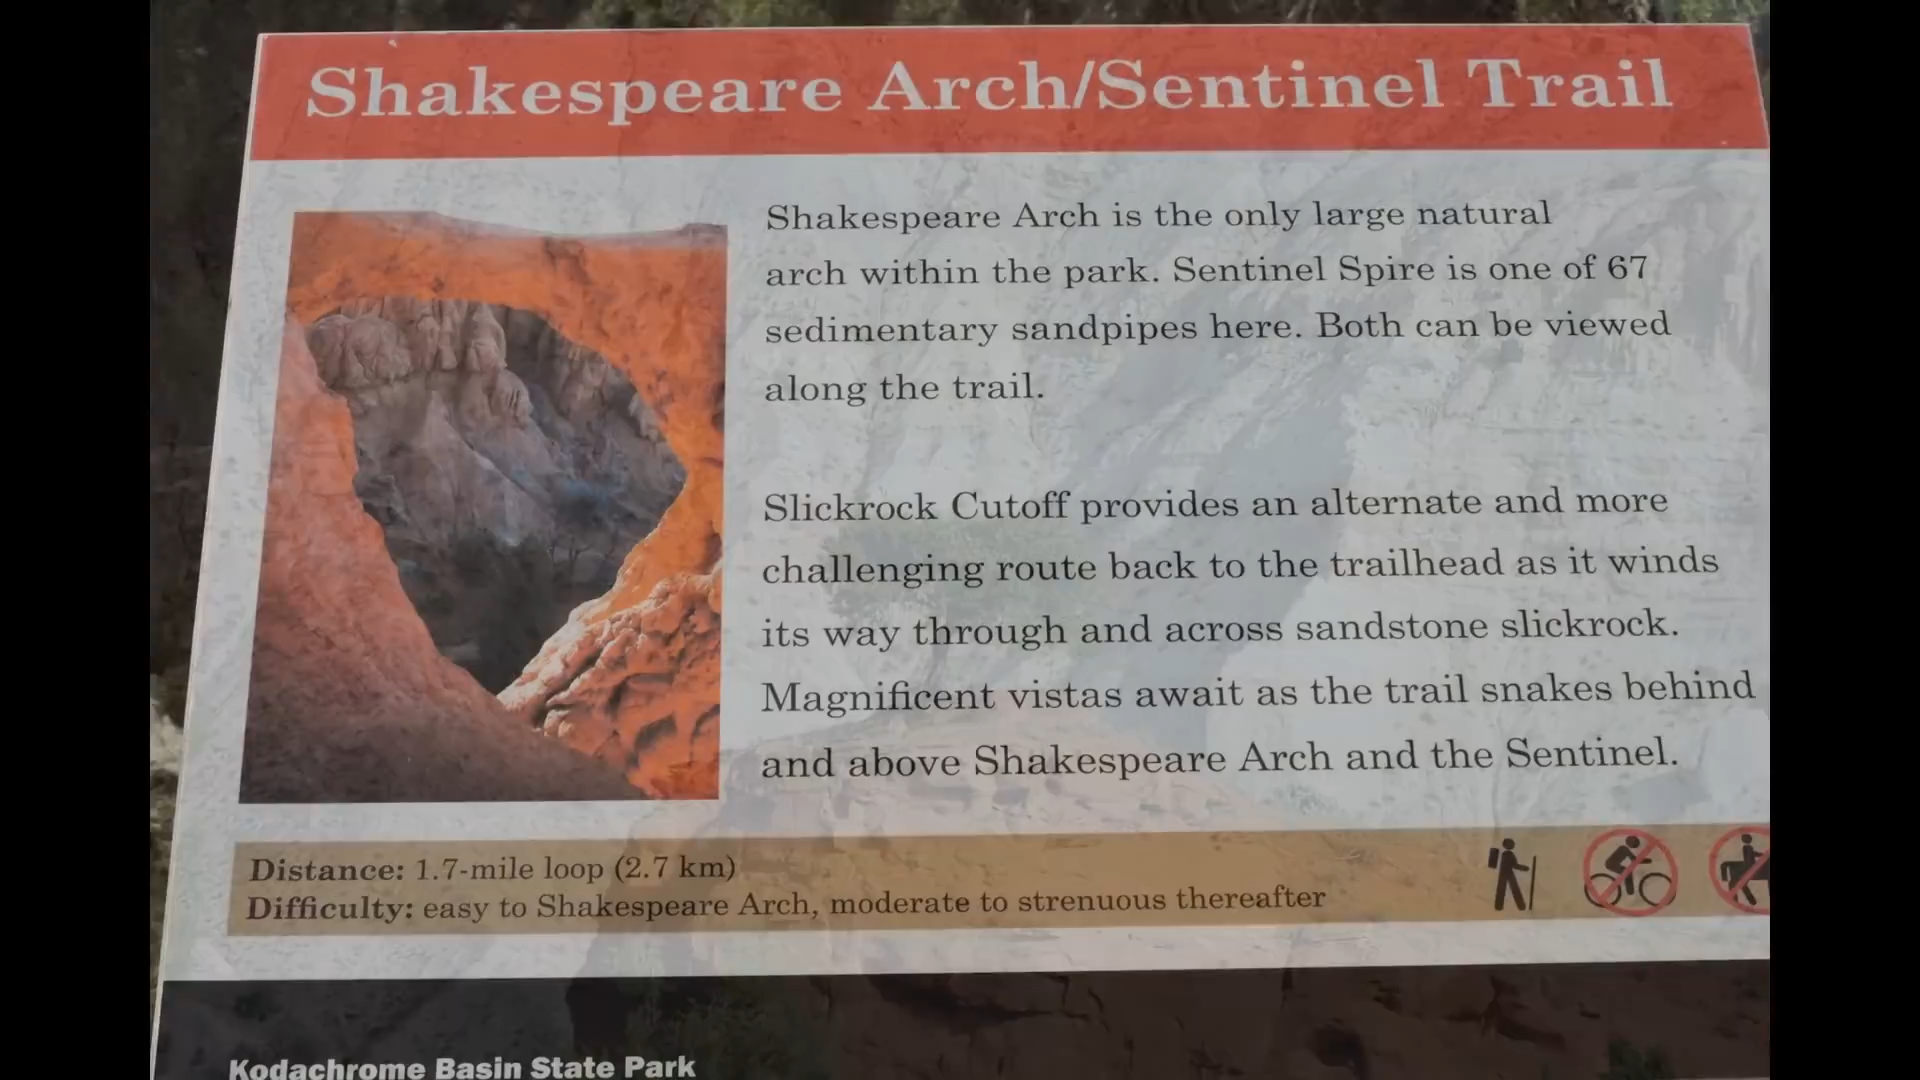 Shakespeare Arch/Sentinel Trail
Shakespeare Arch is the only large natural
arch within the park. Sentinel Spire is one of 67
sedimentary sandpipes here. Both can be viewed
along the trail.
Slickrock Cutoff provides an alternate and more
challenging route back to the trailhead as it winds
its way through and across sandstone slickrock.
Magnificent vistas await as the trail snakes behind
and above Shakespeare Arch and the Sentinel.
Distance: 1.7-mile loop (2.7 km)
Difficulty: easy to Shakespeare Arch, moderate to strenuous thereafter
Kodachrome Basin State Park